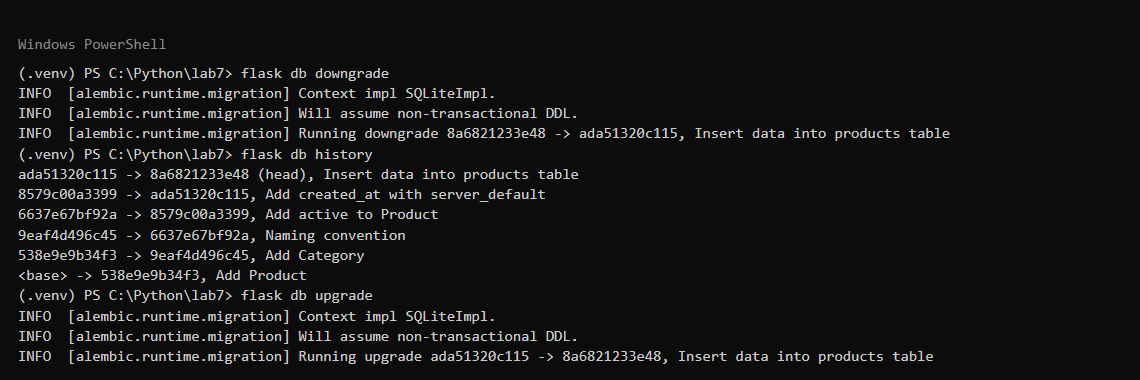 Windows PowerShell
(.venv) PS C:\Python\lab7> flask db downgrade
INFO  [alembic.runtime.migration] Context impl SQLiteImpl.
INFO  [alembic.runtime.migration] Will assume non-transactional DDL.
INFO  [alembic.runtime.migration] Running downgrade 8a6821233e48 -> ada51320c115, Insert data into products table
(.venv) PS C:\Python\lab7> flask db history
ada51320c115 -> 8a6821233e48 (head), Insert data into products table
8579c00a3399 -> ada51320c115, Add created_at with server_default
6637e67bf92a -> 8579c00a3399, Add active to Product
9eaf4d496c45 -> 6637e67bf92a, Naming convention
538e9e9b34f3 -> 9eaf4d496c45, Add Category
<base> -> 538e9e9b34f3, Add Product
(.venv) PS C:\Python\lab7> flask db upgrade
INFO  [alembic.runtime.migration] Context impl SQLiteImpl.
INFO  [alembic.runtime.migration] Will assume non-transactional DDL.
INFO  [alembic.runtime.migration] Running upgrade ada51320c115 -> 8a6821233e48, Insert data into products table